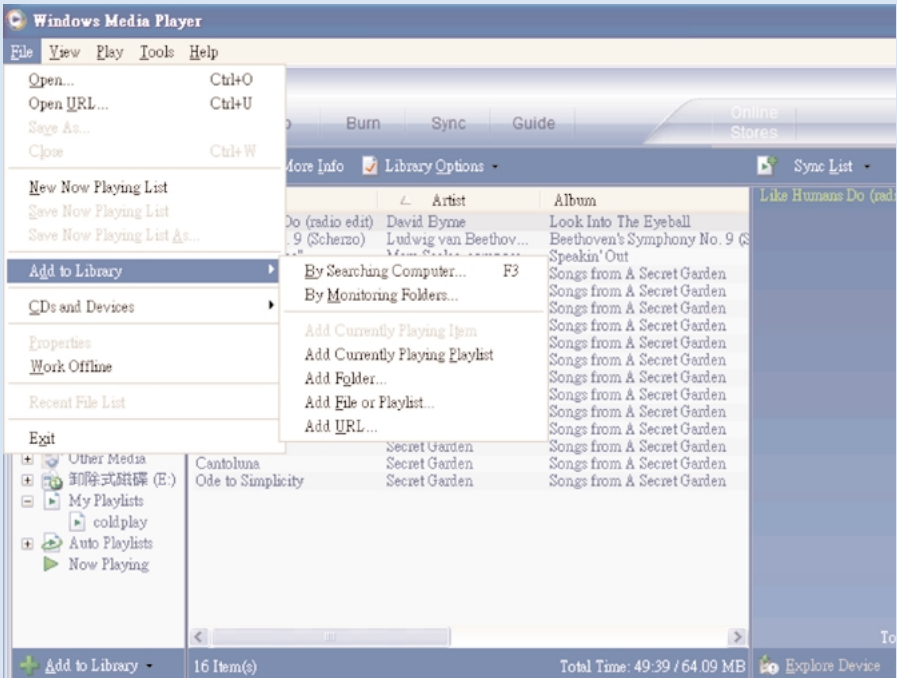 Windows Media Player
File View Play Tools Help
Open... Ctrl+O
Open URL... Ctrl+U
Save As...
Close Ctrl+W
New Now Playing List
Save Now Playing List
Save Now Playing List As...
Add to Library
CDs and Devices
Properties
Work Offline
Recent File List
Exit
By Searching Computer... F3
By Monitoring Folders...
Add Currently Playing Item
Add Currently Playing Playlist
Add Folder...
Add File or Playlist...
Add URL...
Burn Sync Guide
Online
Stores
More Info Library Options Sync List
Artist Album
Do (radio edit) David Byrne Look Into The Eyeball
. 9 (Scherzo) Ludwig van Beethov... Beethoven's Symphony No. 9 (S
Speakin' Out
Songs from A Secret Garden
Songs from A Secret Garden
Songs from A Secret Garden
Songs from A Secret Garden
Songs from A Secret Garden
Songs from A Secret Garden
Songs from A Secret Garden
Songs from A Secret Garden
Songs from A Secret Garden
Songs from A Secret Garden
Secret Garden Songs from A Secret Garden
Cantoluna Secret Garden Songs from A Secret Garden
Ode to Simplicity Secret Garden Songs from A Secret Garden
Like Humans Do (radi
Other Media
卸除式磁碟 (E:)
My Playlists
coldplay
Auto Playlists
Now Playing
To
Add to Library 16 Item(s) Total Time: 49:39 / 64.09 MB Explore Device